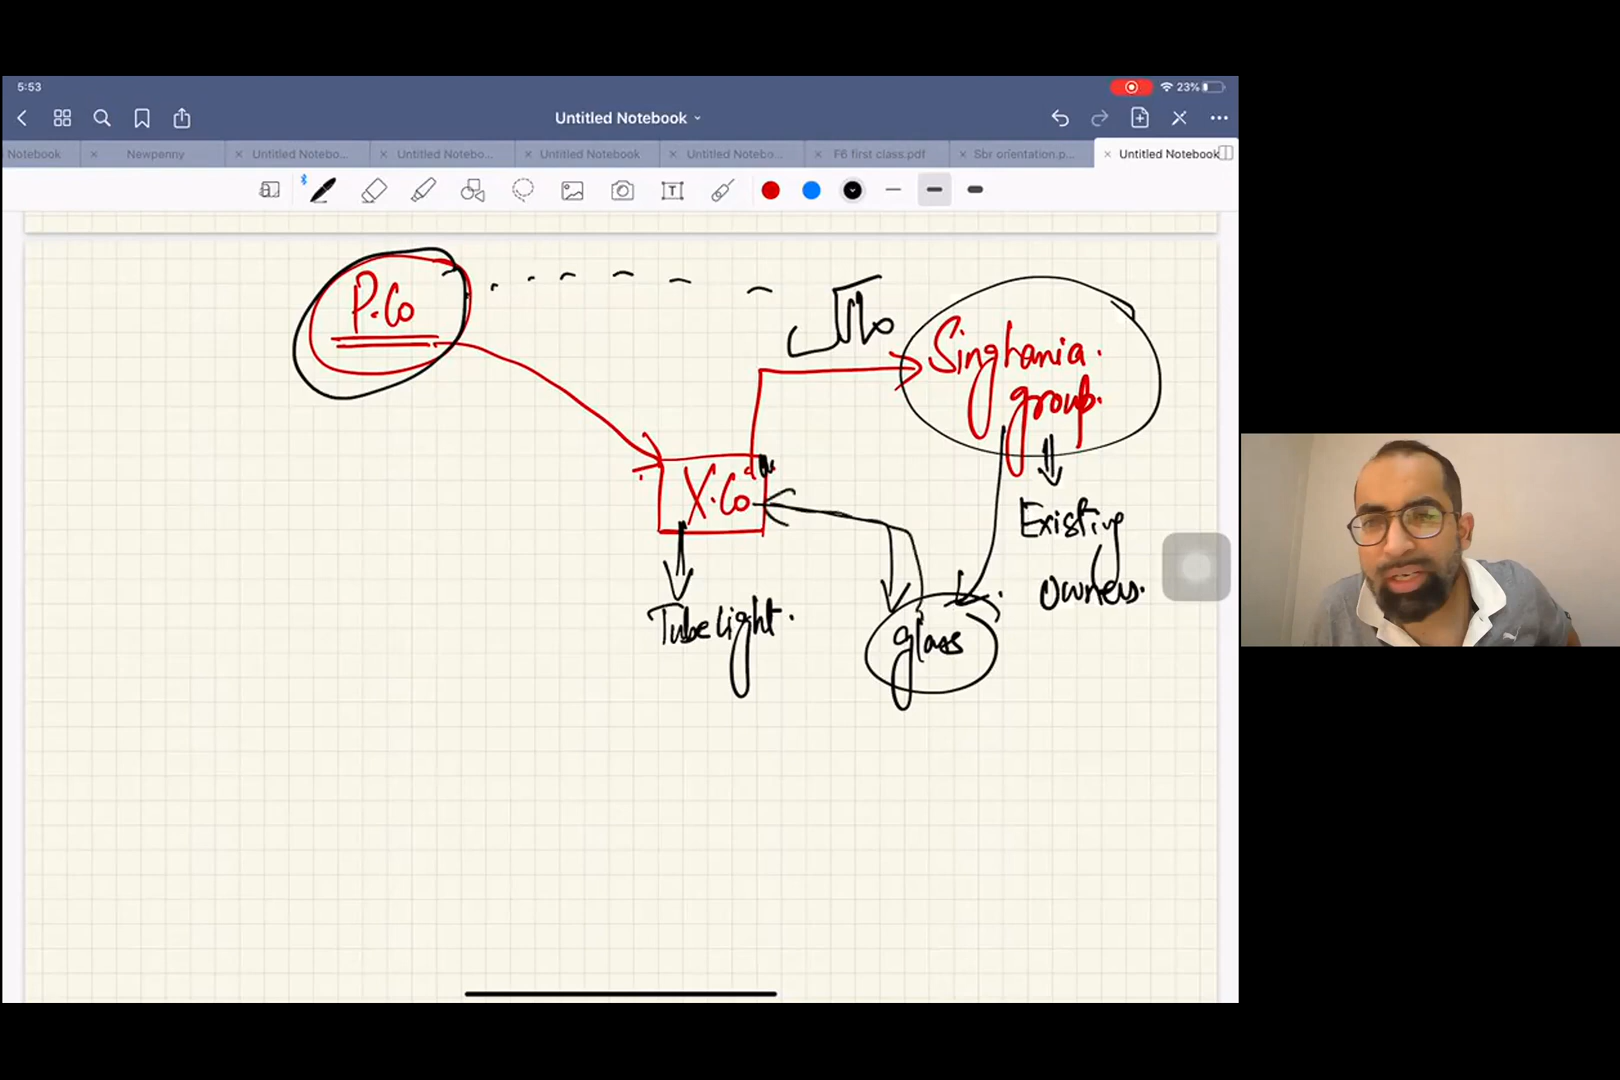 5:53
23%
Untitled Notebook
Notebook
Newpenny
Untitled Notebo...
Untitled Notebo...
Untitled Notebook
Untitled Notebo...
F6 first class.pdf
Sbr orientation.p...
Untitled Notebook
T
P.Co
Singhania
group.
X.Co
Existing
owners.
Tubelight.
glass